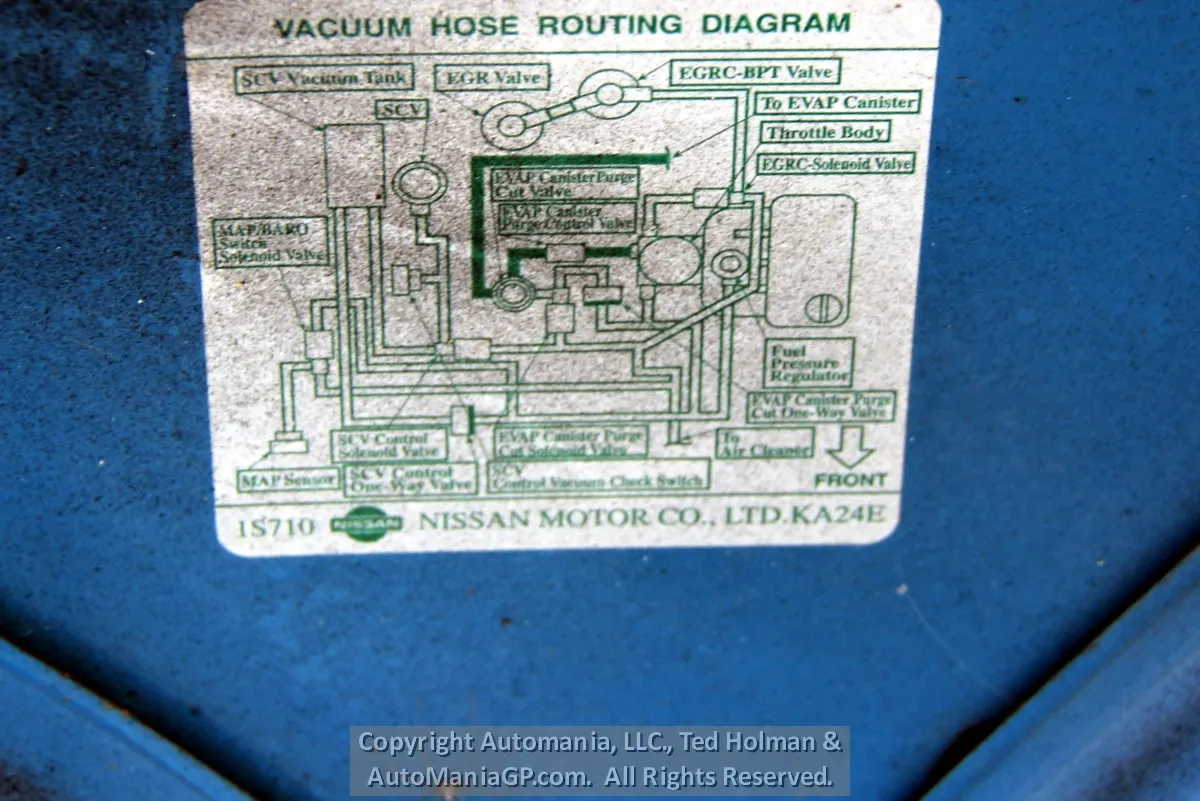 VACUUM HOSE ROUTING DIAGRAM
SCV Vacuum Tank
EGR Valve
EGRC-BPT Valve
SCV
To EVAP Canister
Throttle Body
EGRC-Solenoid Valve
EVAP Canister Purge
Cut Valve
EVAP Canister
Purge Control Valve
MAP/BARO
Switch
Solenoid Valve
Fuel
Pressure
Regulator
EVAP Canister Purge
Cut One-Way Valve
SCV Control
Solenoid Valve
EVAP Canister Purge
Cut Solenoid Valve
To
Air Cleaner
MAP Sensor
SCV Control
One-Way Valve
SCV
Control Vacuum Check Switch
FRONT
1S710 NISSAN NISSAN MOTOR CO., LTD. KA24E
Copyright Automania, LLC., Ted Holman &
AutoManiaGP.com. All Rights Reserved.